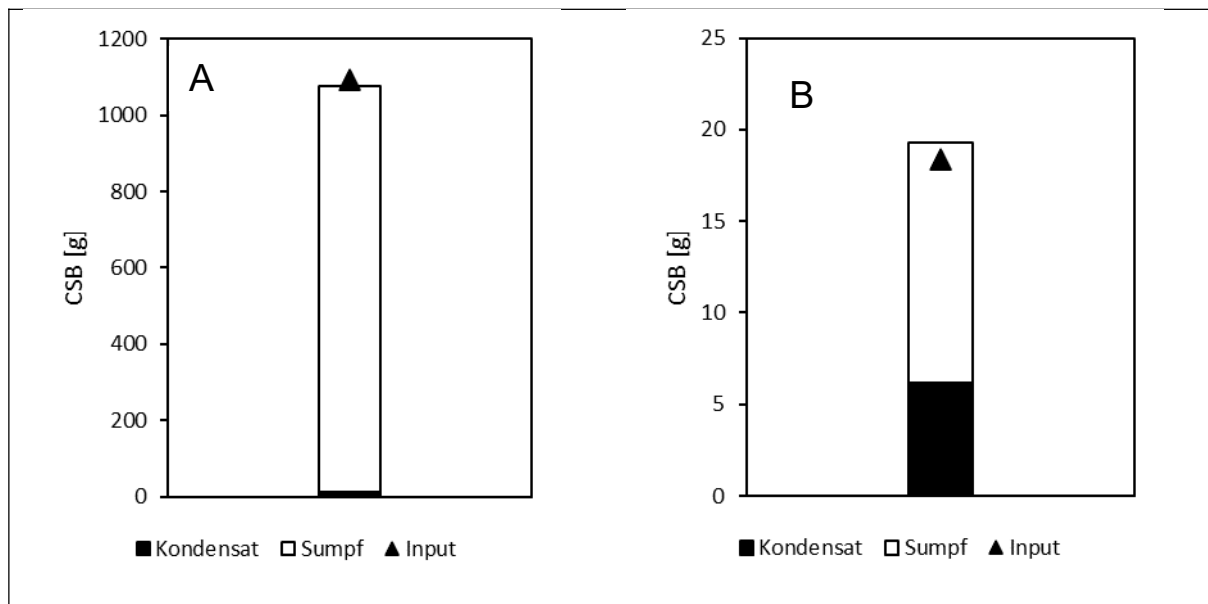 A
CSB [g]
1200
1000
800
600
400
200
0
Kondensat Sumpf Input
B
CSB [g]
25
20
15
10
5
0
Kondensat Sumpf Input